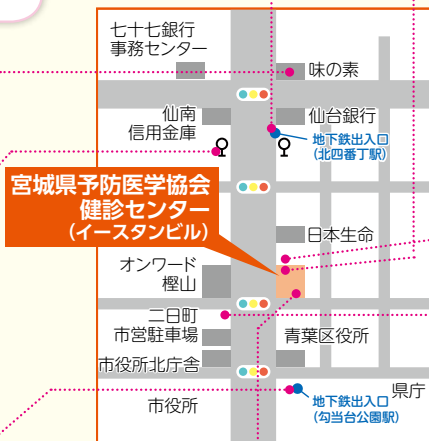 七十七銀行
事務センター
味の素
仙南
信用金庫
仙台銀行
地下鉄出入口
(北四番丁駅)
宮城県予防医学協会
健診センター
(イースタンビル)
日本生命
オンワード
樫山
二日町
市営駐車場
青葉区役所
市役所北庁舎
市役所
県庁
地下鉄出入口
(勾当台公園駅)